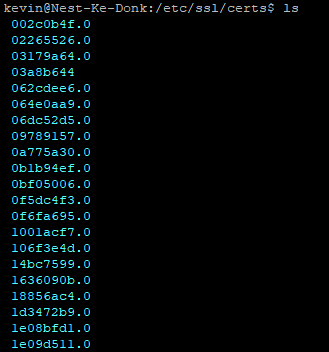 kevin@Nest-Ke-Donk:/etc/ssl/certs$ ls
002c0b4f.0
02265526.0
03179a64.0
03a8b644
062cdee6.0
064e0aa9.0
06dc52d5.0
09789157.0
0a775a30.0
0b1b94ef.0
0bf05006.0
0f5dc4f3.0
0f6fa695.0
1001acf7.0
106f3e4d.0
14bc7599.0
1636090b.0
18856ac4.0
1d3472b9.0
1e08bfd1.0
1e09d511.0